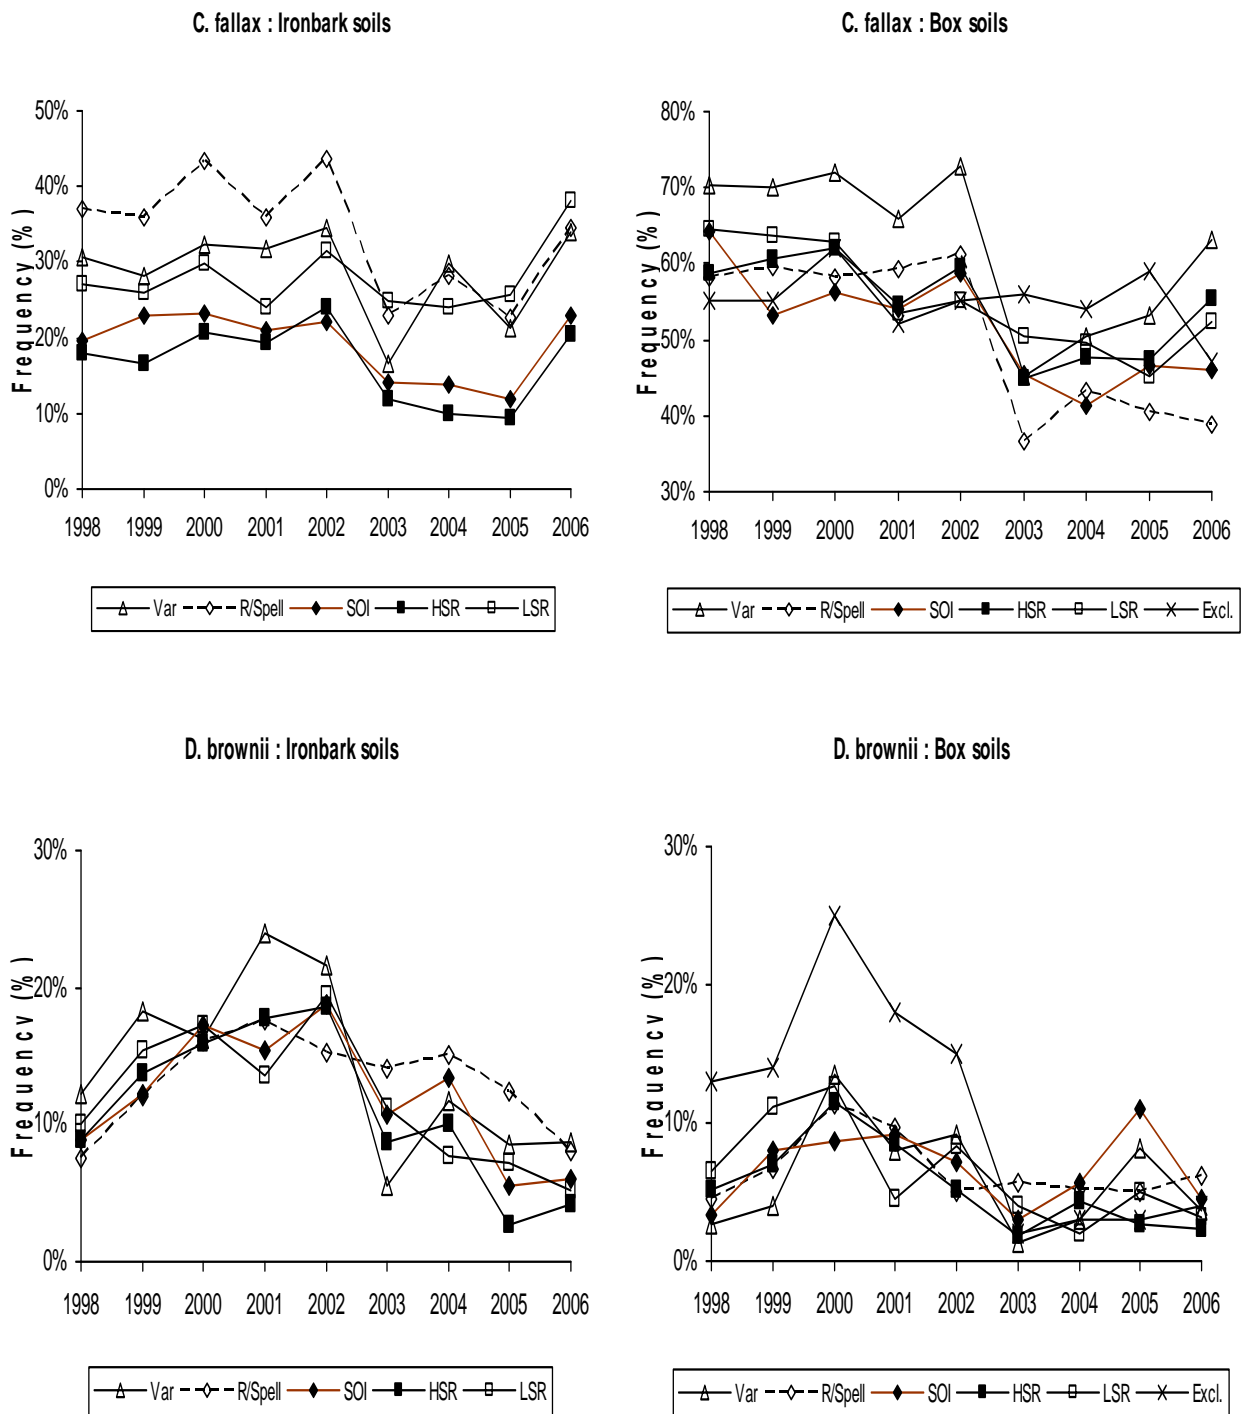 C. fallax : Ironbark soils
50%
40%
30%
20%
10%
0%
Frequency (%)
1998 1999 2000 2001 2002 2003 2004 2005 2006
Var R/Spell SOI HSR LSR
C. fallax : Box soils
80%
70%
60%
50%
40%
30%
Frequency (%)
1998 1999 2000 2001 2002 2003 2004 2005 2006
Var R/Spell SOI HSR LSR Excl.
D. brownii : Ironbark soils
30%
20%
10%
0%
Frequency (%)
1998 1999 2000 2001 2002 2003 2004 2005 2006
Var R/Spell SOI HSR LSR
D. brownii : Box soils
30%
20%
10%
0%
Frequency (%)
1998 1999 2000 2001 2002 2003 2004 2005 2006
Var R/Spell SOI HSR LSR Excl.